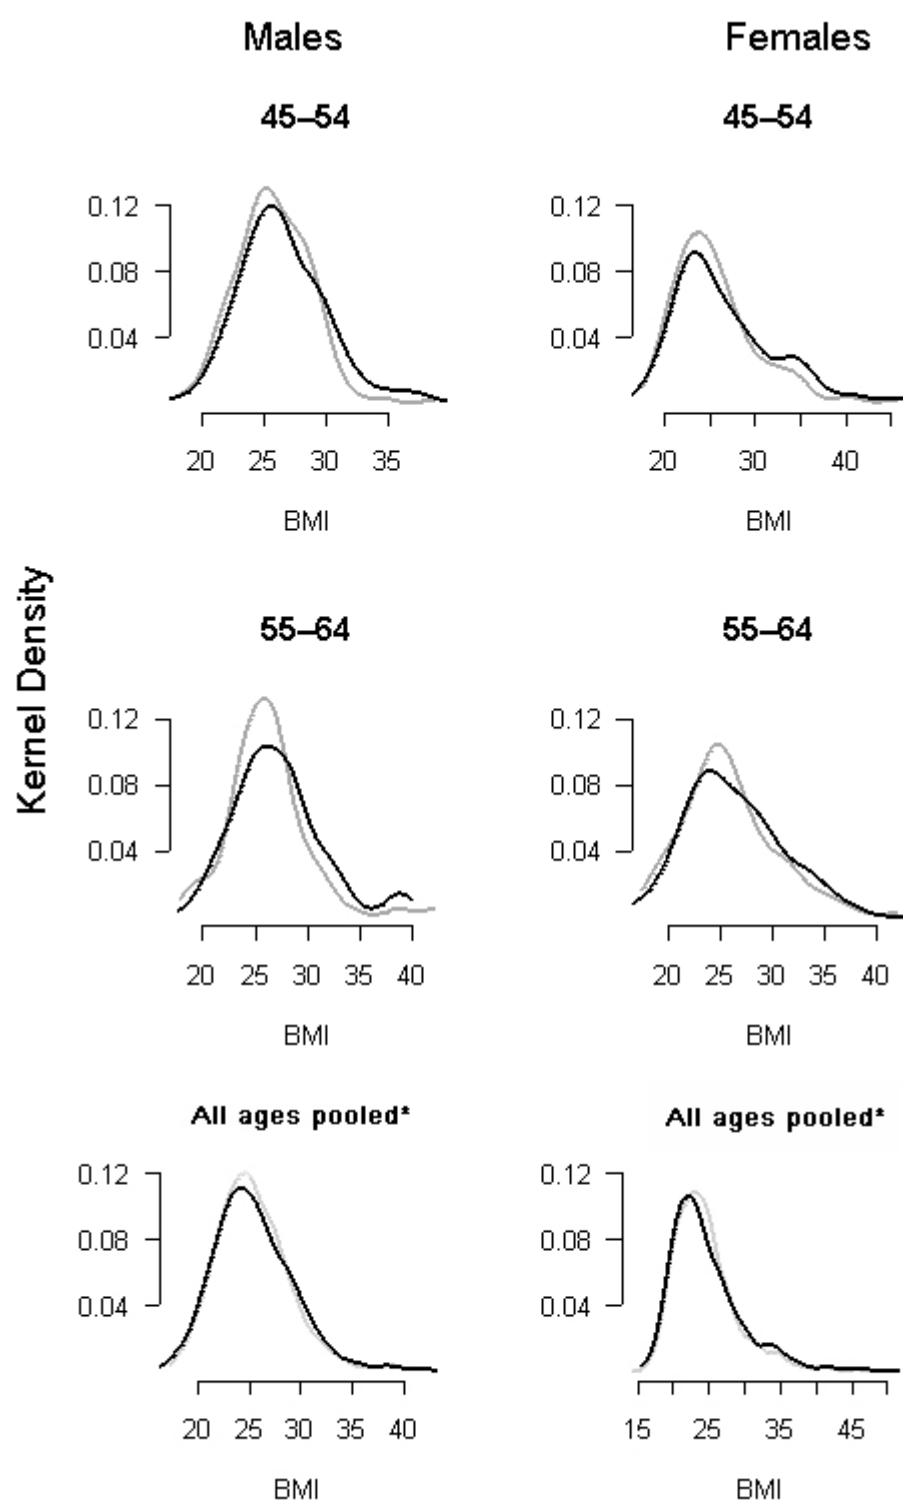 Males Females
45–54 45–54
0.12 0.12
0.08 0.08
0.04 0.04
20 25 30 35 20 30 40
BMI BMI
Kernel Density
55–64 55–64
0.12 0.12
0.08 0.08
0.04 0.04
20 25 30 35 40 20 25 30 35 40
BMI BMI
All ages pooled* All ages pooled*
0.12 0.12
0.08 0.08
0.04 0.04
20 25 30 35 40 15 25 35 45
BMI BMI